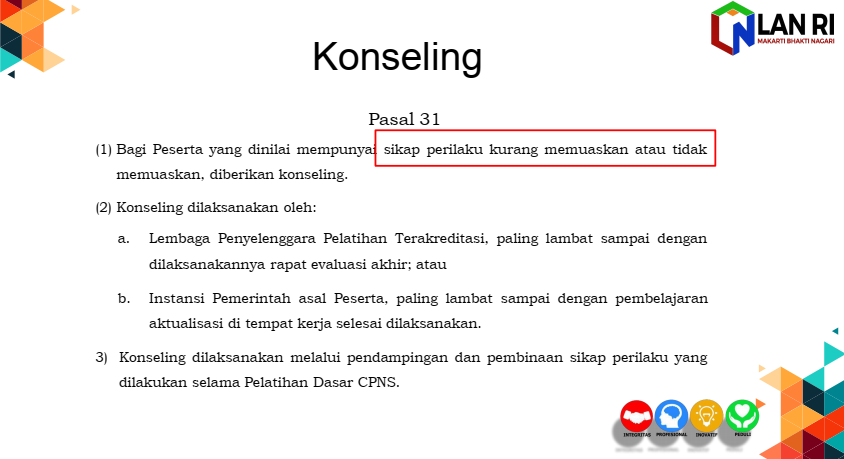 LAN RI
MAKARTI BHAKTI NAGARI
Konseling
Pasal 31
(1) Bagi Peserta yang dinilai mempunyai sikap perilaku kurang memuaskan atau tidak
memuaskan, diberikan konseling.
(2) Konseling dilaksanakan oleh:
a. Lembaga Penyelenggara Pelatihan Terakreditasi, paling lambat sampai dengan
dilaksanakannya rapat evaluasi akhir; atau
b. Instansi Pemerintah asal Peserta, paling lambat sampai dengan pembelajaran
aktualisasi di tempat kerja selesai dilaksanakan.
3) Konseling dilaksanakan melalui pendampingan dan pembinaan sikap perilaku yang
dilakukan selama Pelatihan Dasar CPNS.
INTEGRITAS PROFESIONAL INOVATIF PEDULI